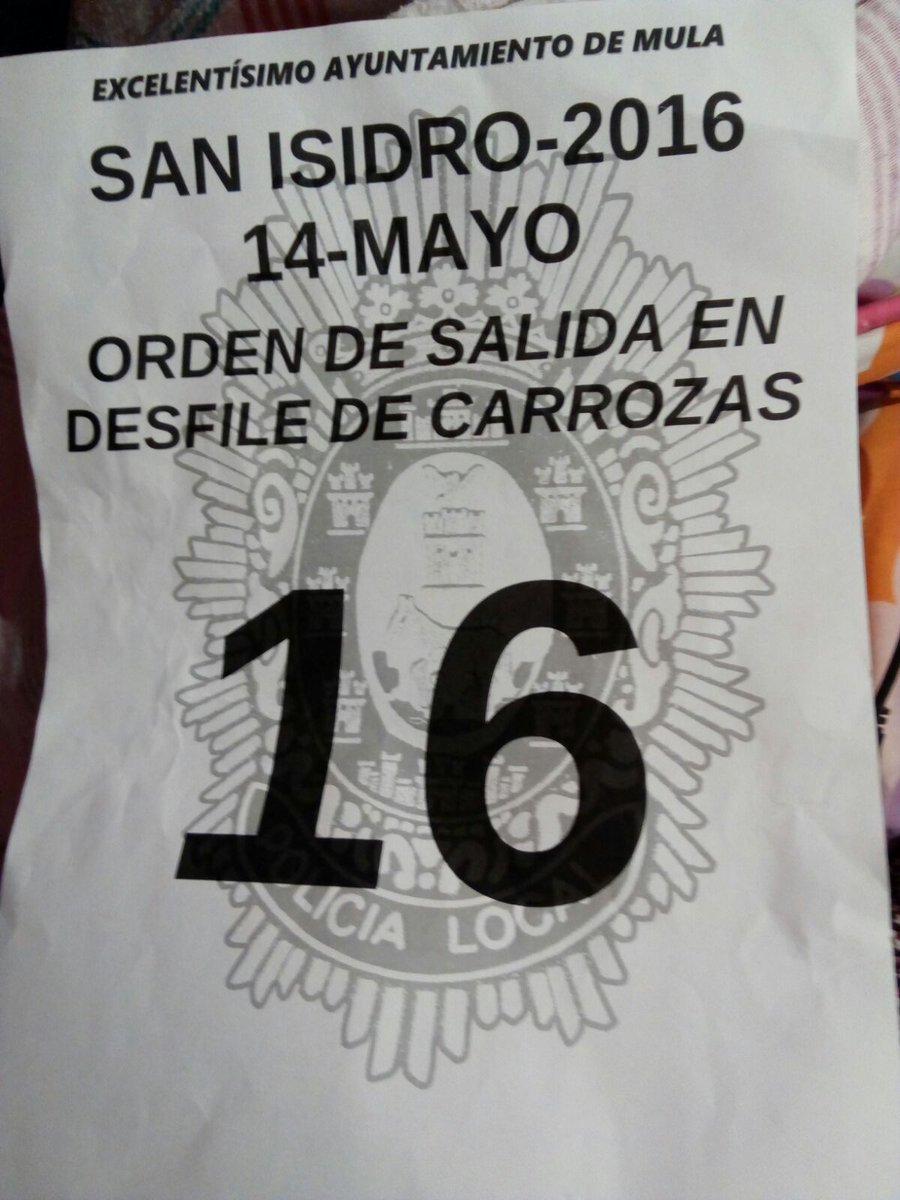 EXCELENTÍSIMO AYUNTAMIENTO DE MULA
SAN ISIDRO-2016
14-MAYO
ORDEN DE SALIDA EN
DESFILE DE CARROZAS
16
POLICIA LOCAL